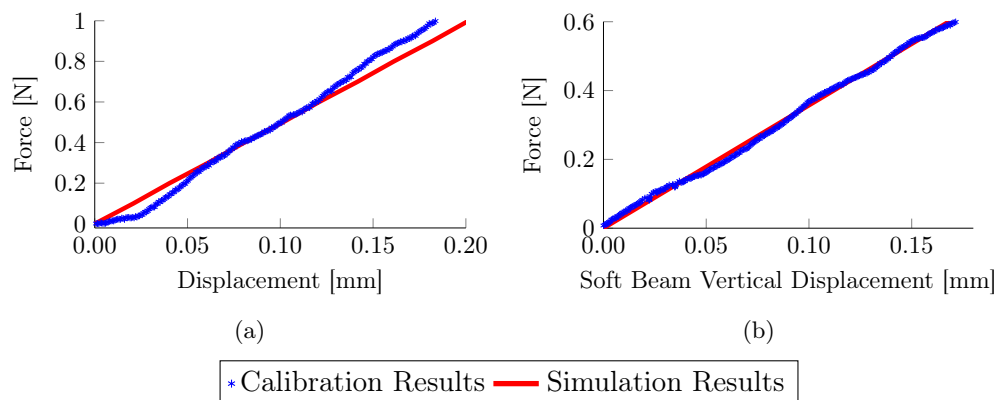 1
0.8
0.6
0.4
0.2
0
Force [N]
0.00 0.05 0.10 0.15 0.20
Displacement [mm]
(a)
0.6
0.4
0.2
0
Force [N]
0.00 0.05 0.10 0.15
Soft Beam Vertical Displacement [mm]
(b)
Calibration Results Simulation Results